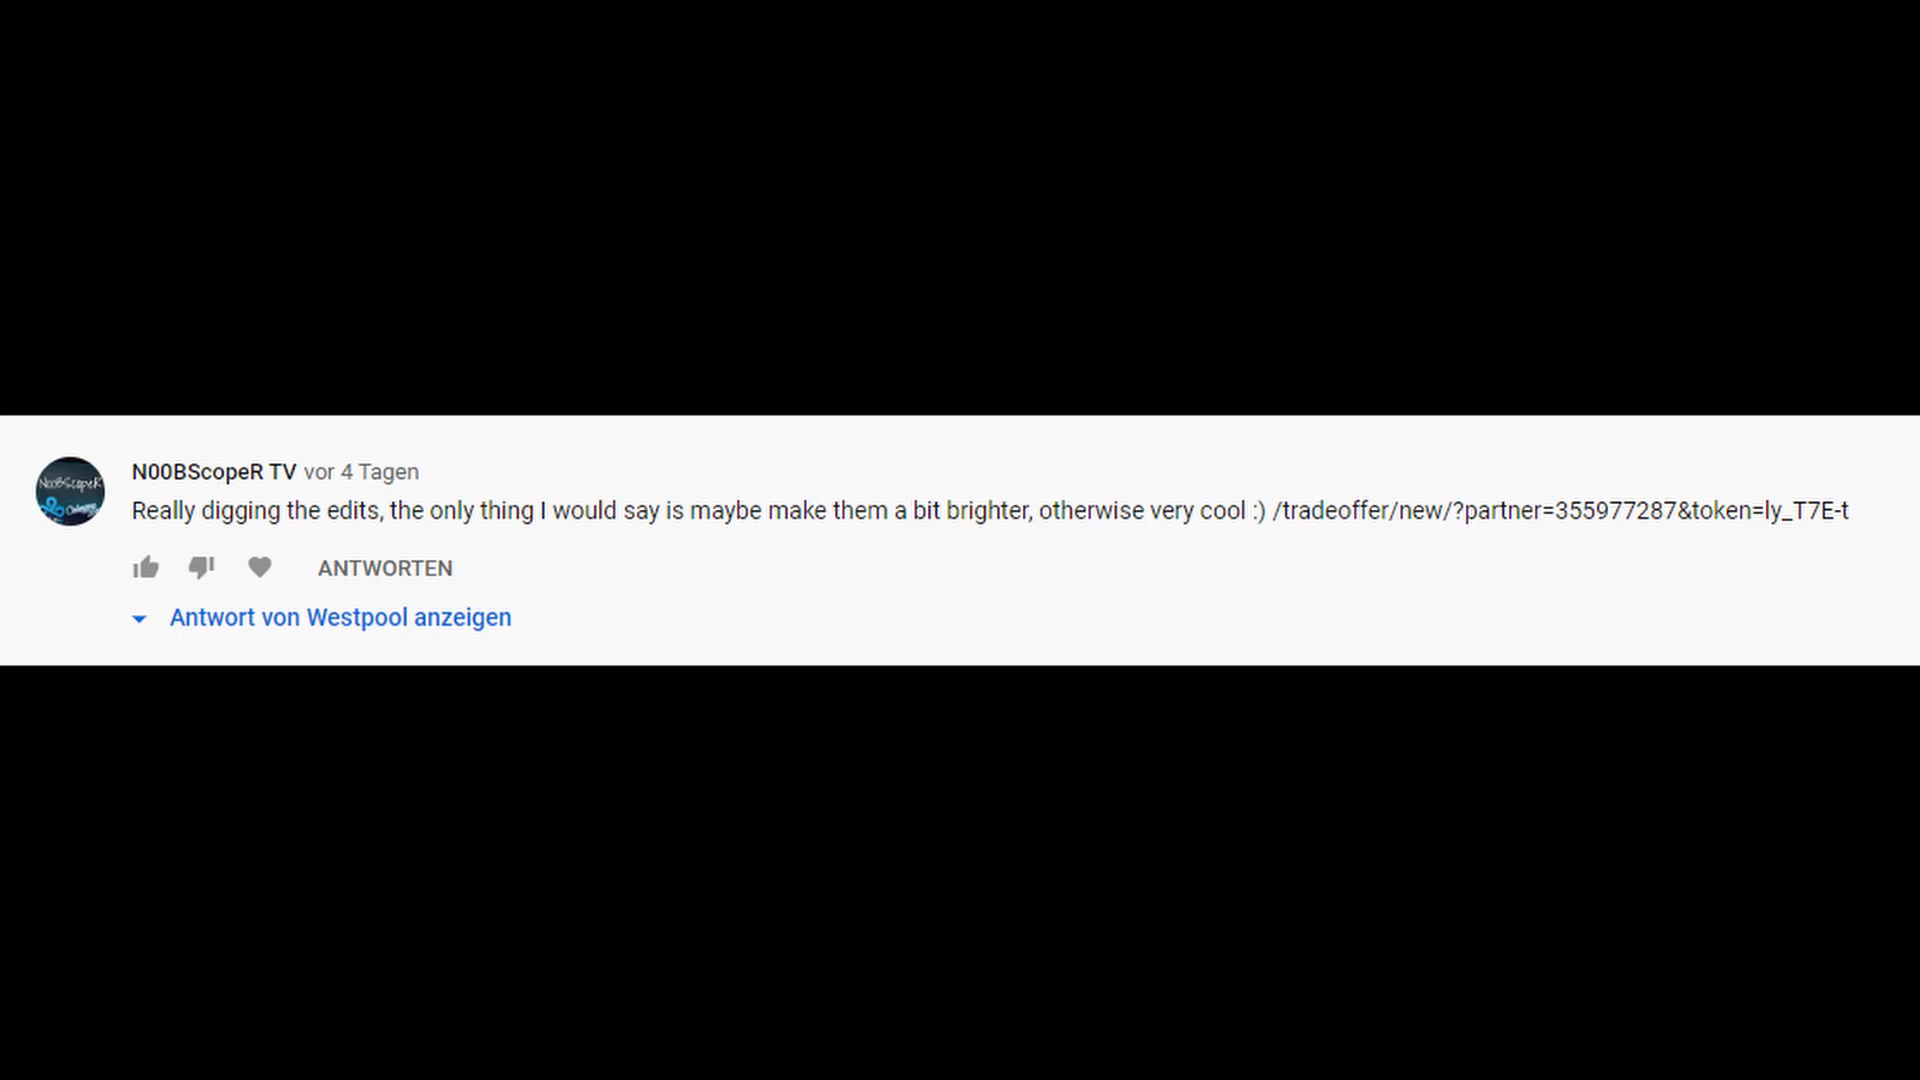 N00BScopeR
N00BScopeR TV vor 4 Tagen
Really digging the edits, the only thing I would say is maybe make them a bit brighter, otherwise very cool :) /tradeoffer/new/?partner=355977287&token=ly_T7E-t
ANTWORTEN
Antwort von Westpool anzeigen